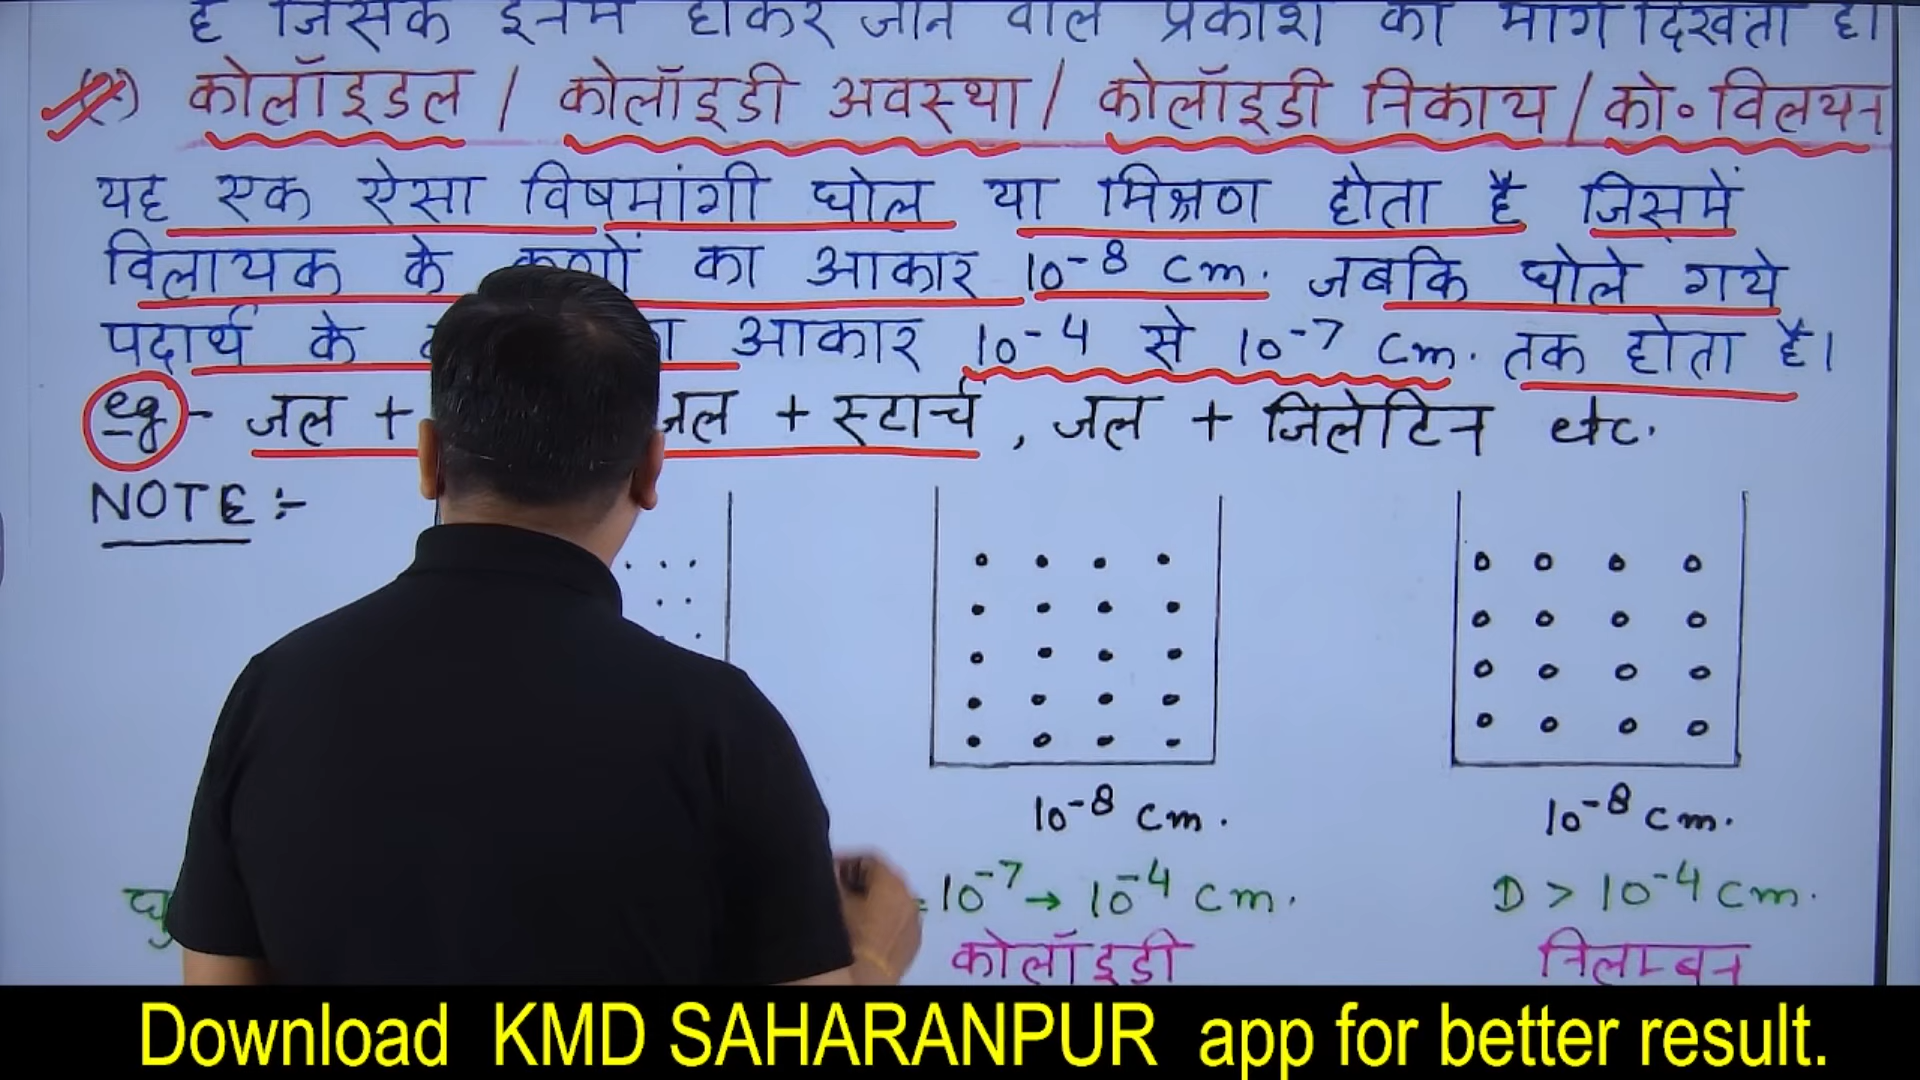 है जिसके इनमें होकर जाने वाले प्रकाश का मार्ग दिखता है।
कोलॉइडल / कोलॉइडी अवस्था / कोलॉइडी निकाय / को॰ विलयन
यह एक ऐसा विषमांगी घोल या मिश्रण होता है जिसमें
विलायक के कणों का आकार 10-8 cm. जबकि घोले गये
पदार्थ के आकार 10-4 से 10-7 cm. तक होता है।
eg - जल + जल + स्टार्च, जल + जिलेटिन etc.
NOTE :-
10-8 cm. 10-8 cm.
= 10-7 → 10-4 cm. D > 10-4 cm.
कोलॉइडी निलम्बन
Download KMD SAHARANPUR app for better result.